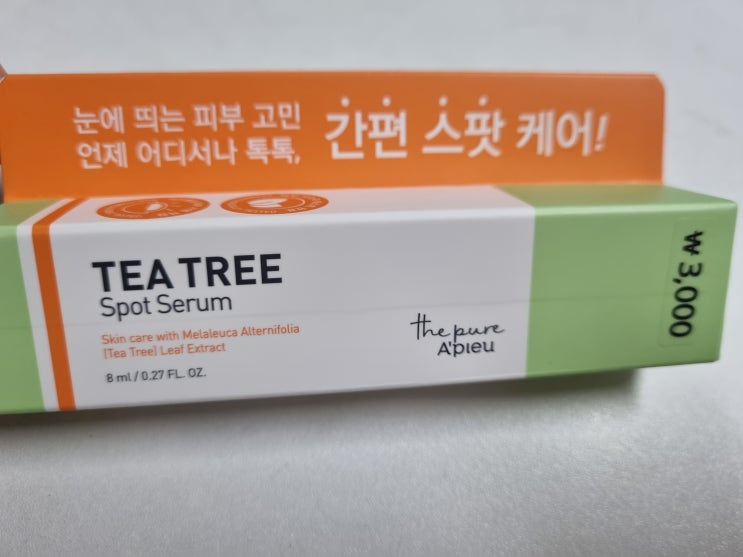 눈에 띄는 피부 고민
언제 어디서나 톡톡,
간편 스팟 케어!
TEA TREE
Spot Serum
Skin care with Melaleuca Alternifolia
[Tea Tree] Leaf Extract
8 ml / 0.27 FL. OZ.
the pure
A'PIEU
₩ 3,000